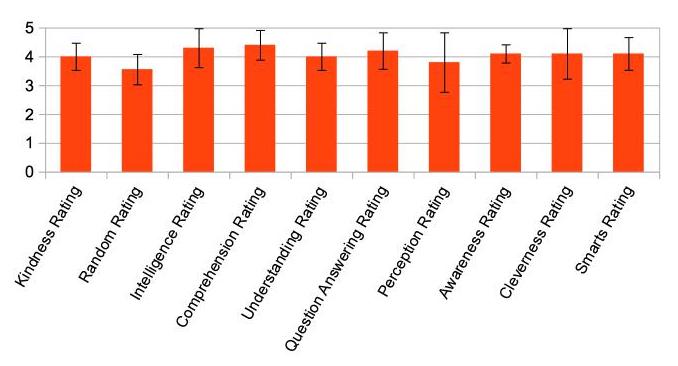 5
4
3
2
1
0
Kindness Rating
Random Rating
Intelligence Rating
Comprehension Rating
Understanding Rating
Question Answering Rating
Perception Rating
Awareness Rating
Cleverness Rating
Smarts Rating